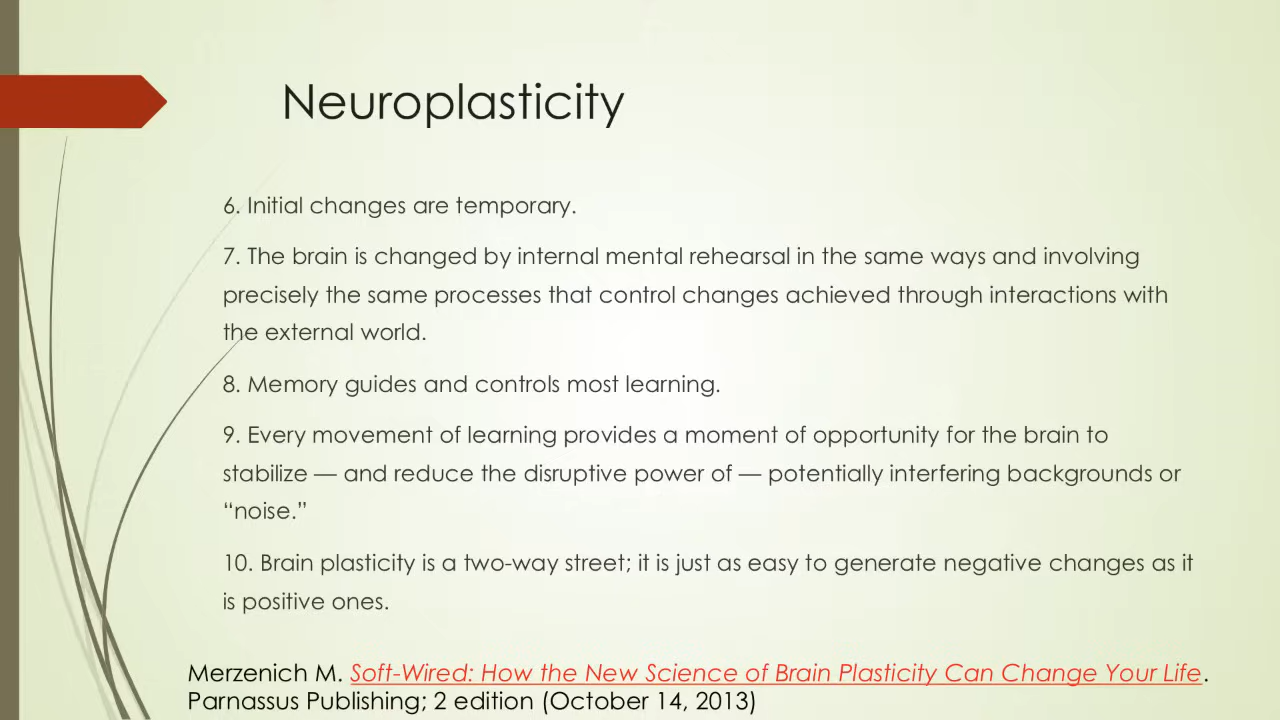 Neuroplasticity
6. Initial changes are temporary.
7. The brain is changed by internal mental rehearsal in the same ways and involving
precisely the same processes that control changes achieved through interactions with
the external world.
8. Memory guides and controls most learning.
9. Every movement of learning provides a moment of opportunity for the brain to
stabilize — and reduce the disruptive power of — potentially interfering backgrounds or
“noise.”
10. Brain plasticity is a two-way street; it is just as easy to generate negative changes as it
is positive ones.
Merzenich M. Soft-Wired: How the New Science of Brain Plasticity Can Change Your Life.
Parnassus Publishing; 2 edition (October 14, 2013)